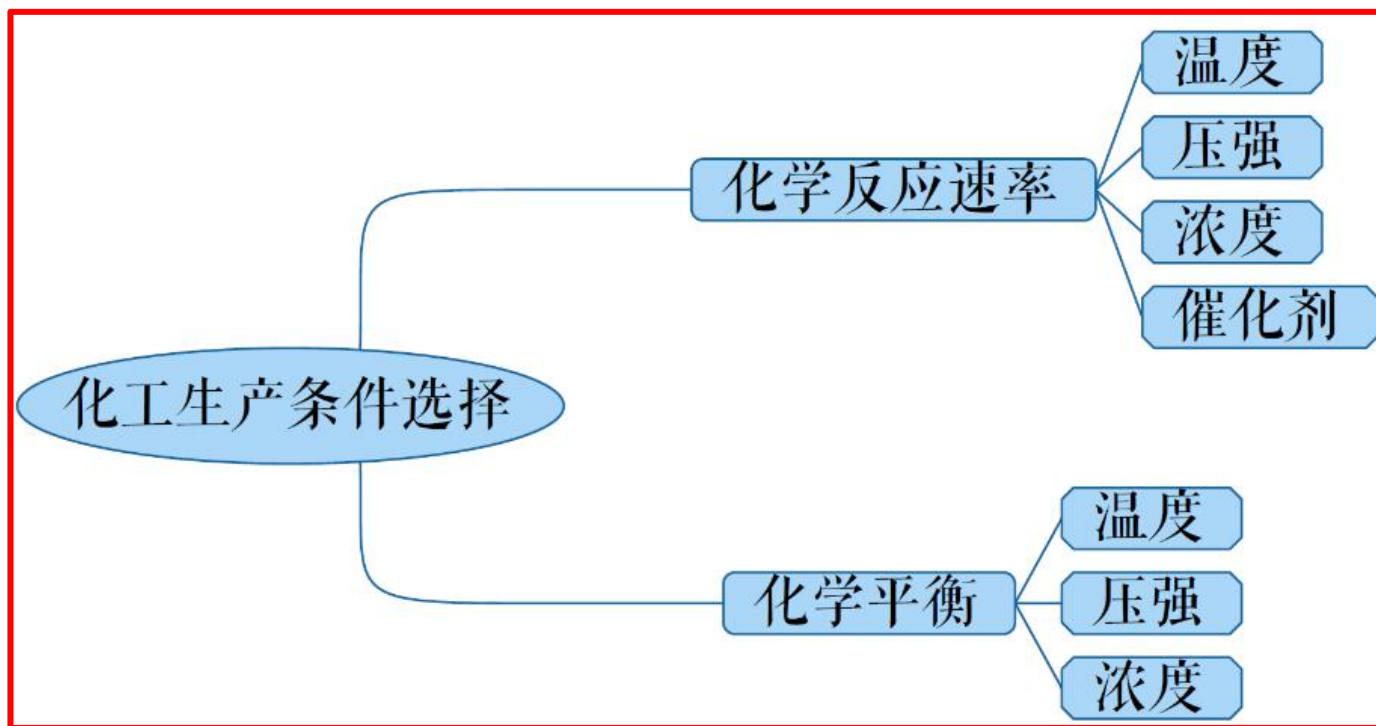 化工生产条件选择
化学反应速率
温度
压强
浓度
催化剂
化学平衡
温度
压强
浓度